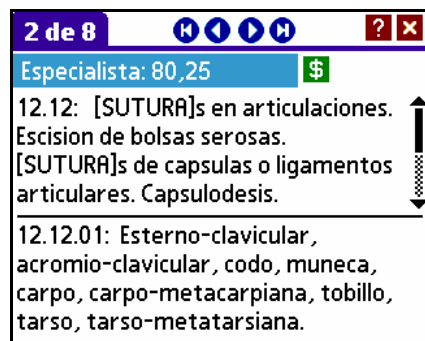 2 de 8
? ×
Especialista: 80,25
$
12.12: [SUTURA]s en articulaciones.
Escision de bolsas serosas.
[SUTURA]s de capsulas o ligamentos
articulares. Capsulodesis.
12.12.01: Esterno-clavicular,
acromio-clavicular, codo, muneca,
carpo, carpo-metacarpiana, tobillo,
tarso, tarso-metatarsiana.